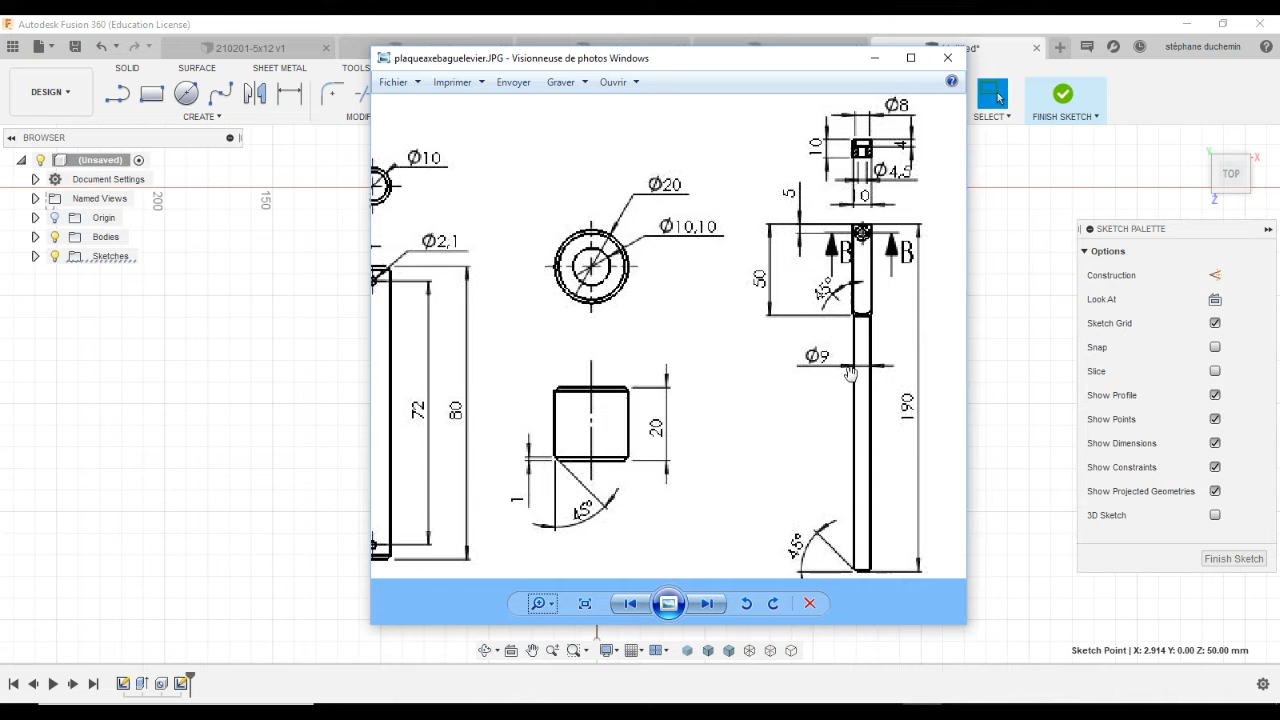 Autodesk Fusion 360 (Education License)
210201-5x12 v1
stéphane duchemin
plaqueaxebaguelevier.JPG - Visionneuse de photos Windows
Fichier
Imprimer
Envoyer
Graver
Ouvrir
DESIGN
SOLID
SURFACE
SHEET METAL
TOOLS
CREATE
MODIF
SELECT
FINISH SKETCH
BROWSER
(Unsaved)
Document Settings
Named Views
Origin
Bodies
Sketches
200
150
TOP
Y
X
Z
SKETCH PALETTE
Options
Construction
Look At
Sketch Grid
Snap
Slice
Show Profile
Show Points
Show Dimensions
Show Constraints
Show Projected Geometries
3D Sketch
Finish Sketch
Ø10
Ø2,1
72
80
Ø20
Ø10,10
20
1
45°
Ø8
10
4
Ø4,5
0
5
B
B
50
45°
Ø9
190
45°
Sketch Point | X: 2.914 Y: 0.00 Z: 50.00 mm